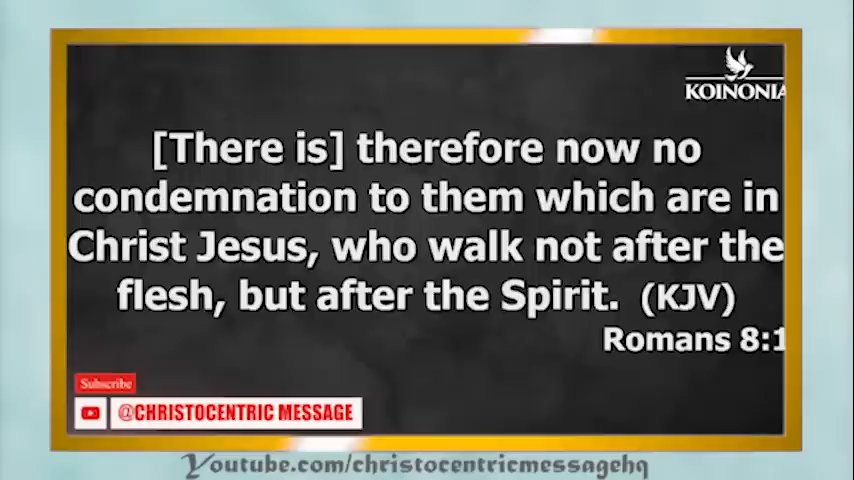 KOINONIA
[There is] therefore now no
condemnation to them which are in
Christ Jesus, who walk not after the
flesh, but after the Spirit. (KJV)
Romans 8:1
Subscribe
@CHRISTOCENTRIC MESSAGE
Youtube.com/christocentricmessagehq